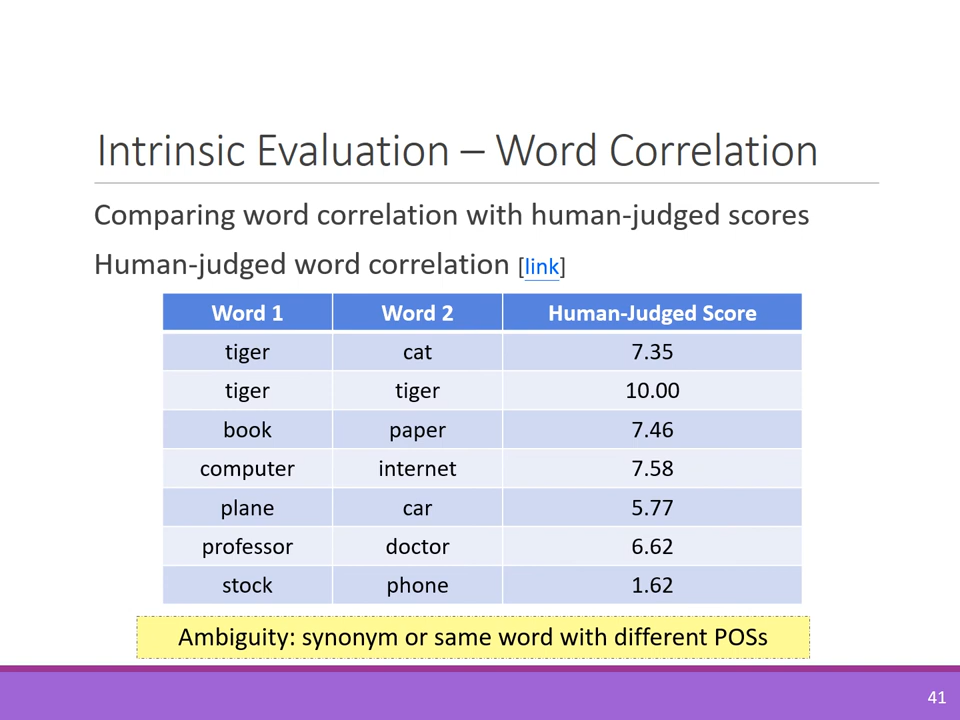 Intrinsic Evaluation – Word Correlation
Comparing word correlation with human-judged scores
Human-judged word correlation [link]
Word 1 Word 2 Human-Judged Score
tiger cat 7.35
tiger tiger 10.00
book paper 7.46
computer internet 7.58
plane car 5.77
professor doctor 6.62
stock phone 1.62
Ambiguity: synonym or same word with different POSs
41